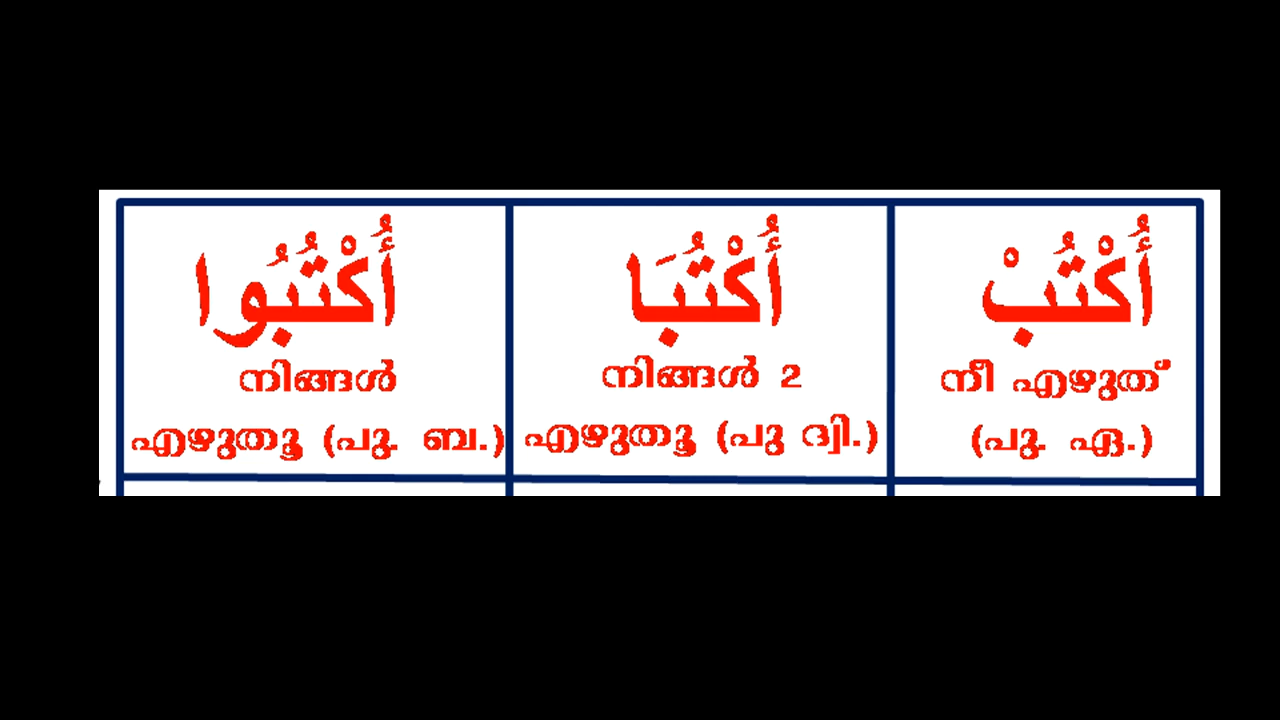 أُكْتُبْ
نീ എഴുത്
(പു. ഏ.)
أُكْتُبَا
നിങ്ങൾ 2
എഴുതൂ (പു ദ്വി.)
أُكْتُبُوا
നിങ്ങൾ
എഴുതൂ (പു. ബ.)